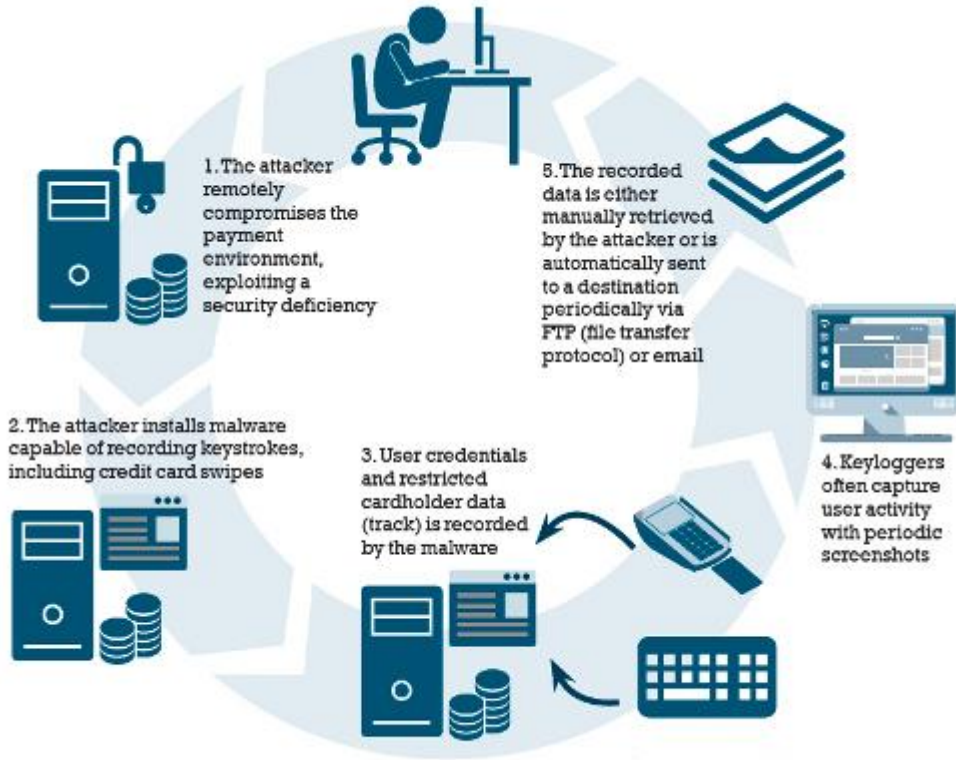 1. The attacker
remotely
compromises the
payment
environment,
exploiting a
security deficiency
2. The attacker installs malware
capable of recording keystrokes,
including credit card swipes
3. User credentials
and restricted
cardholder data
(track) is recorded
by the malware
4. Keyloggers
often capture
user activity
with periodic
screenshots
5. The recorded
data is either
manually retrieved
by the attacker or is
automatically sent
to a destination
periodically via
FTP (file transfer
protocol) or email